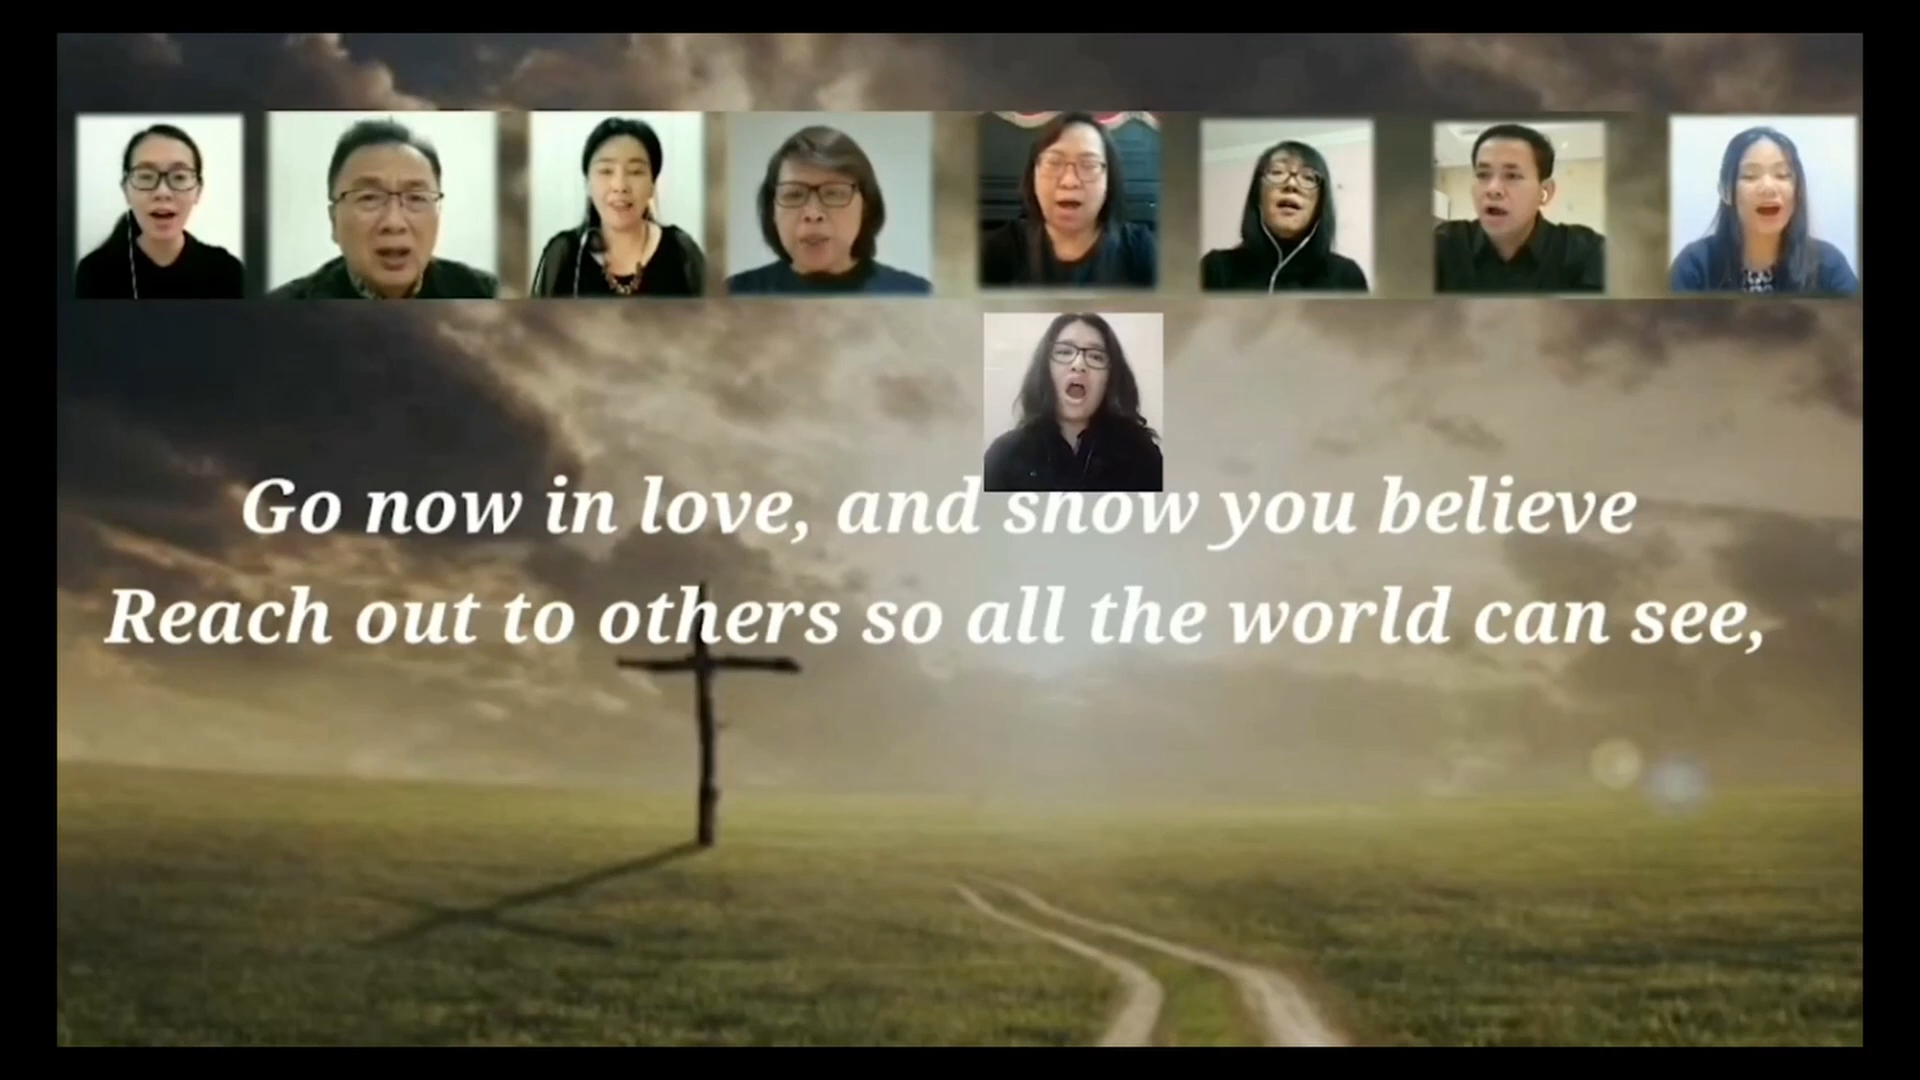 Go now in love, and show you believe
Reach out to others so all the world can see,